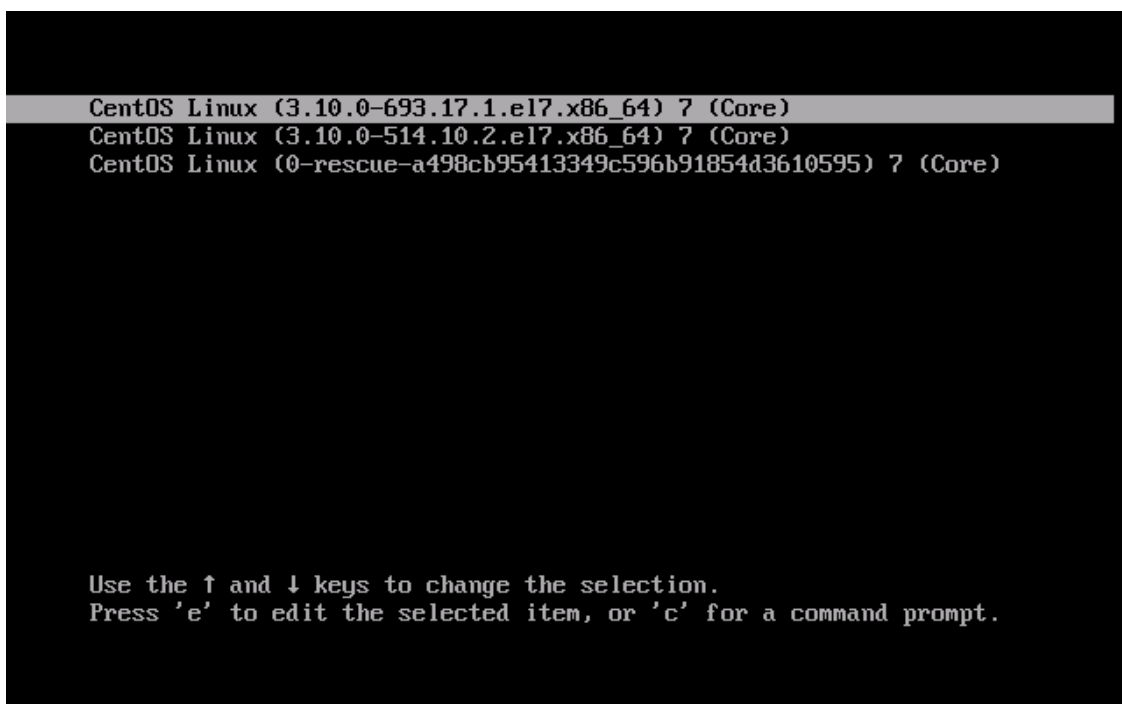 CentOS Linux (3.10.0-693.17.1.el7.x86_64) 7 (Core)
CentOS Linux (3.10.0-514.10.2.el7.x86_64) 7 (Core)
CentOS Linux (0-rescue-a498cb95413349c596b91854d3610595) 7 (Core)
Use the ↑ and ↓ keys to change the selection.
Press 'e' to edit the selected item, or 'c' for a command prompt.